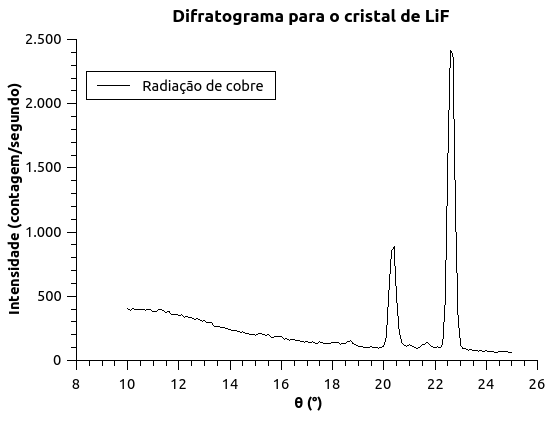 Difratograma para o cristal de LiF
2.500
2.000
1.500
1.000
500
0
Intensidade (contagem/segundo)
Radiação de cobre
8 10 12 14 16 18 20 22 24 26
θ (°)